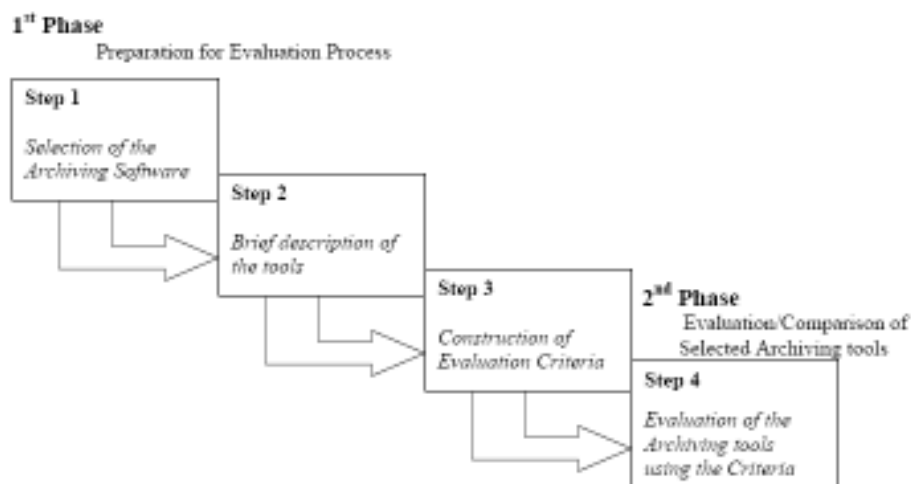 1st Phase
Preparation for Evaluation Process
Step 1
Selection of the
Archiving Software
Step 2
Brief description of
the tools
Step 3
Construction of
Evaluation Criteria
2nd Phase
Evaluation/Comparison of
Selected Archiving tools
Step 4
Evaluation of the
Archiving tools
using the Criteria